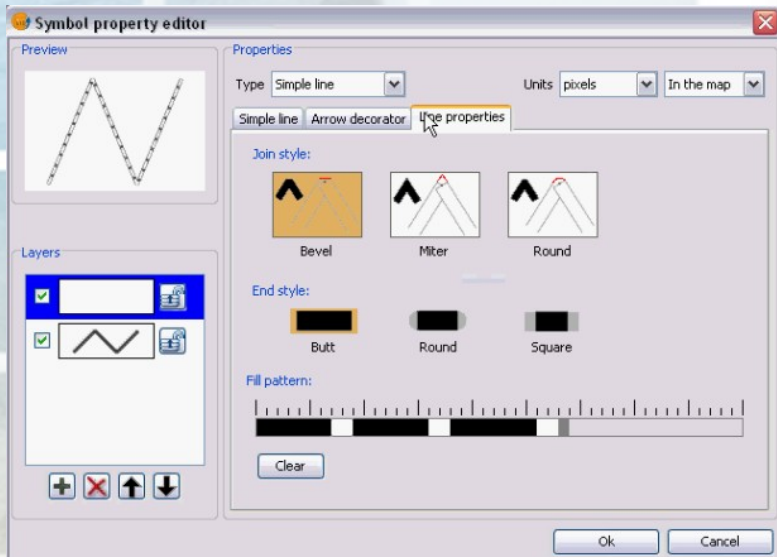 Symbol property editor
Preview
Properties
Type Simple line Units pixels In the map
Simple line Arrow decorator Line properties
Join style:
Bevel Miter Round
Layers
End style:
Butt Round Square
Fill pattern:
Clear
Ok Cancel